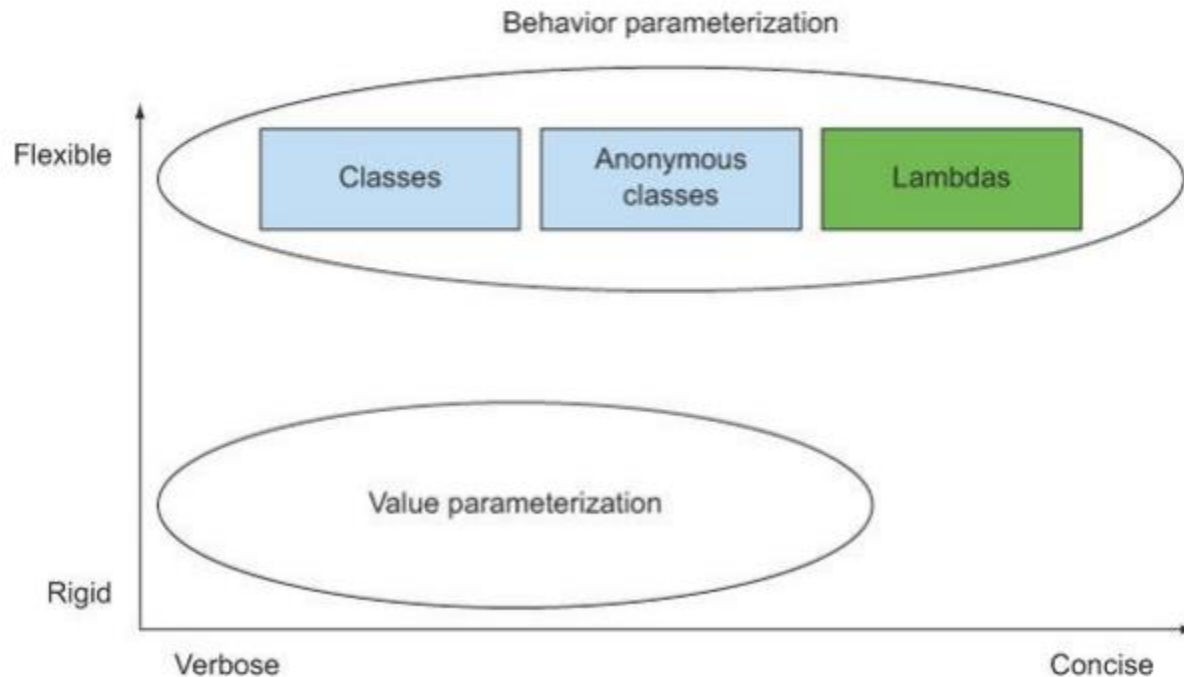 Behavior parameterization
Flexible
Classes
Anonymous
classes
Lambdas
Value parameterization
Rigid
Verbose
Concise